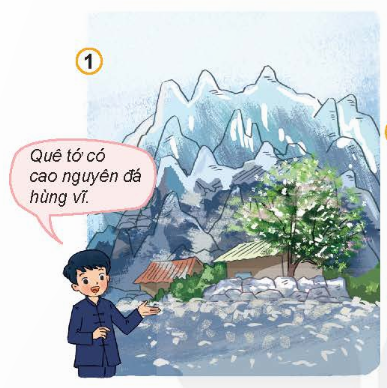 1
Quê tớ có
cao nguyên đá
hùng vĩ.